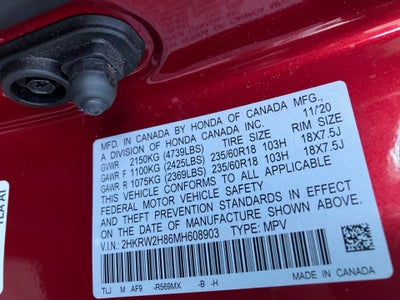 MFD. IN CANADA BY HONDA OF CANADA MFG.,
A DIVISION OF HONDA CANADA INC. 11/20
GVWR 2150KG (4739LBS) TIRE SIZE RIM SIZE
GAWR F 1100KG (2425LBS) 235/60R18 103H 18X7.5J
GAWR R 1075KG (2369LBS) 235/60R18 103H 18X7.5J
THIS VEHICLE CONFORMS TO ALL APPLICABLE
FEDERAL MOTOR VEHICLE SAFETY AND
THEFT PREVENTION STANDARDS IN EFFECT
ON THE DATE OF MANUFACTURE SHOWN ABOVE.
V.I.N: 2HKRW2H86MH608903 TYPE: MPV
TLJ M AF9 -R569MX -B -H
MADE IN CANADA